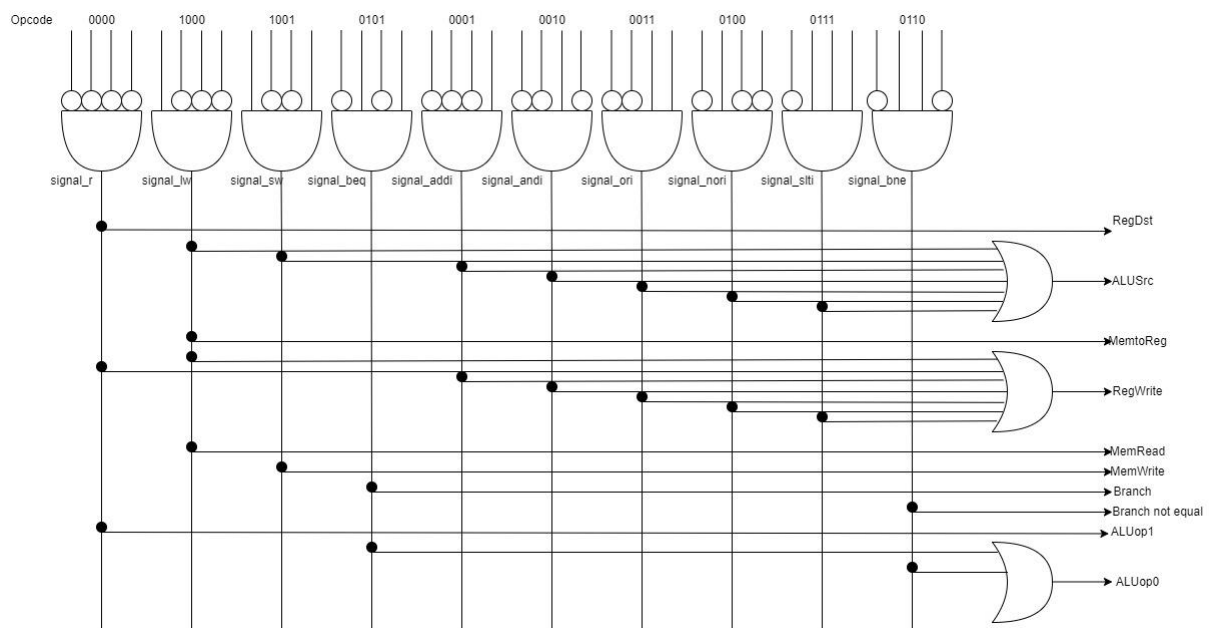 Opcode 0000 1000 1001 0101 0001 0010 0011 0100 0111 0110
signal_r signal_lw signal_sw signal_beq signal_addi signal_andi signal_ori signal_nori signal_slti signal_bne
RegDst
ALUSrc
MemtoReg
RegWrite
MemRead
MemWrite
Branch
Branch not equal
ALUop1
ALUop0